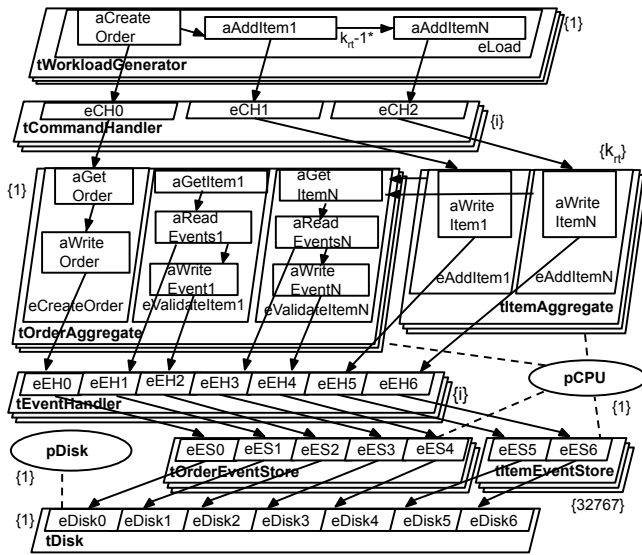 aCreate
Order
aAddItem1
k_rt-1*
aAddItemN
eLoad
{1}
tWorkloadGenerator
eCH0
eCH1
eCH2
tCommandHandler
{i}
{1}
{k_rt}
aGet
Order
aGetItem1
aGet
ItemN
aWrite
Item1
aWrite
ItemN
aRead
Events1
aRead
EventsN
aWrite
Order
aWrite
Event1
aWrite
EventN
eAddItem1
eAddItemN
eCreateOrder
eValidateItem1
eValidateItemN
tItemAggregate
tOrderAggregate
eEH0
eEH1
eEH2
eEH3
eEH4
eEH5
eEH6
tEventHandler
{i}
pCPU
{1}
pDisk
{1}
eES0
eES1
eES2
eES3
eES4
eES5
eES6
tOrderEventStore
tItemEventStore
{32767}
{1}
eDisk0
eDisk1
eDisk2
eDisk3
eDisk4
eDisk5
eDisk6
tDisk